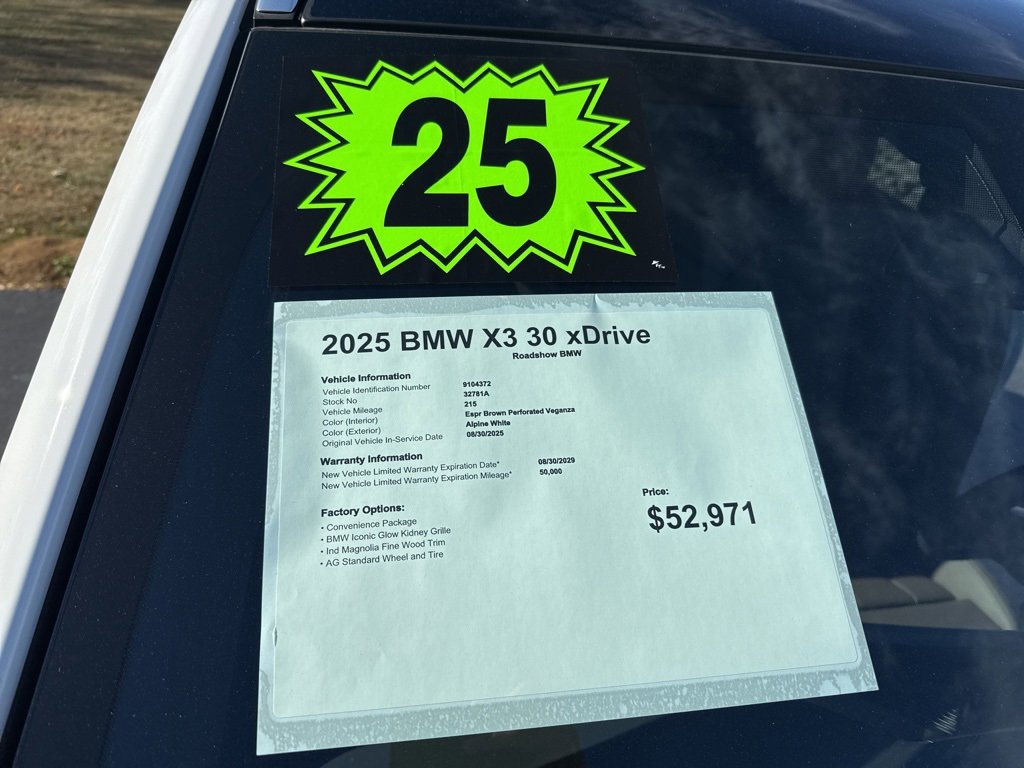 25
2025 BMW X3 30 xDrive
Roadshow BMW
Vehicle Information
Vehicle Identification Number 9104372
Stock No 32781A
Vehicle Mileage 215
Color (Interior) Espr Brown Perforated Veganza
Color (Exterior) Alpine White
Original Vehicle In-Service Date 08/30/2025
Warranty Information
New Vehicle Limited Warranty Expiration Date* 08/30/2029
New Vehicle Limited Warranty Expiration Mileage* 50,000
Factory Options:
• Convenience Package
• BMW Iconic Glow Kidney Grille
• Ind Magnolia Fine Wood Trim
• AG Standard Wheel and Tire
Price:
$52,971